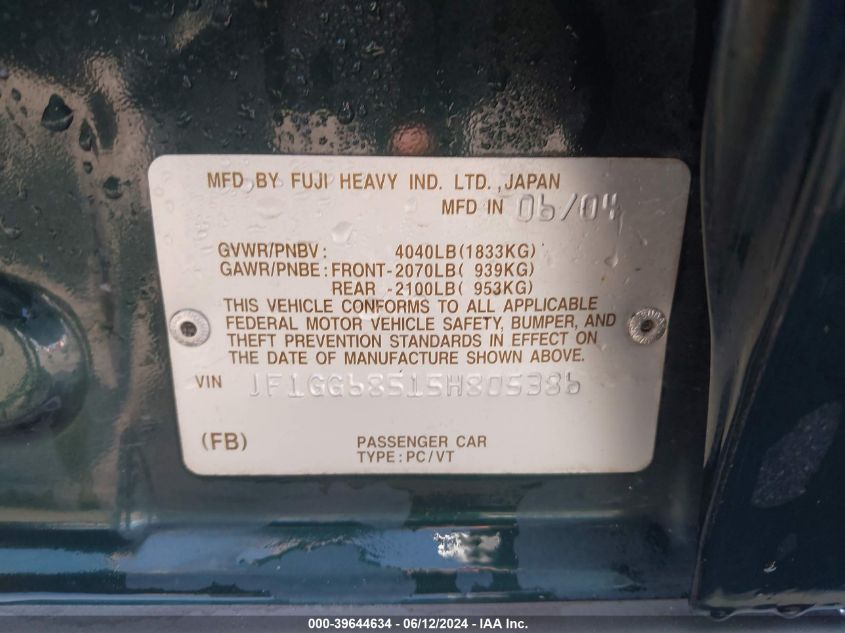 MFD. BY FUJI HEAVY IND. LTD., JAPAN
MFD IN 06/04
GVWR/PNBV: 4040LB(1833KG)
GAWR/PNBE: FRONT-2070LB( 939KG)
REAR -2100LB( 953KG)
THIS VEHICLE CONFORMS TO ALL APPLICABLE
FEDERAL MOTOR VEHICLE SAFETY, BUMPER, AND
THEFT PREVENTION STANDARDS IN EFFECT ON
THE DATE OF MANUFACTURE SHOWN ABOVE.
VIN JF1GG68515H805386
(FB) PASSENGER CAR
TYPE: PC/VT
000-39644634 - 06/12/2024 - IAA Inc.